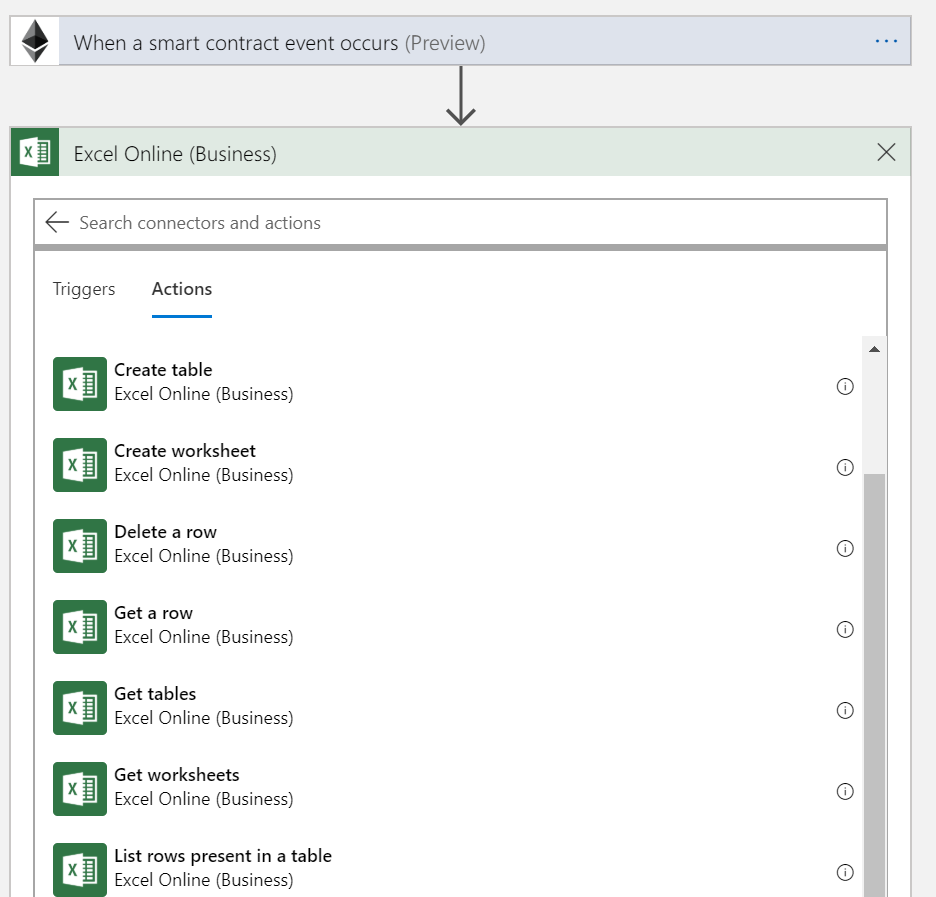 When a smart contract event occurs (Preview)
Excel Online (Business)
Search connectors and actions
Triggers Actions
Create table
Excel Online (Business)
Create worksheet
Excel Online (Business)
Delete a row
Excel Online (Business)
Get a row
Excel Online (Business)
Get tables
Excel Online (Business)
Get worksheets
Excel Online (Business)
List rows present in a table
Excel Online (Business)